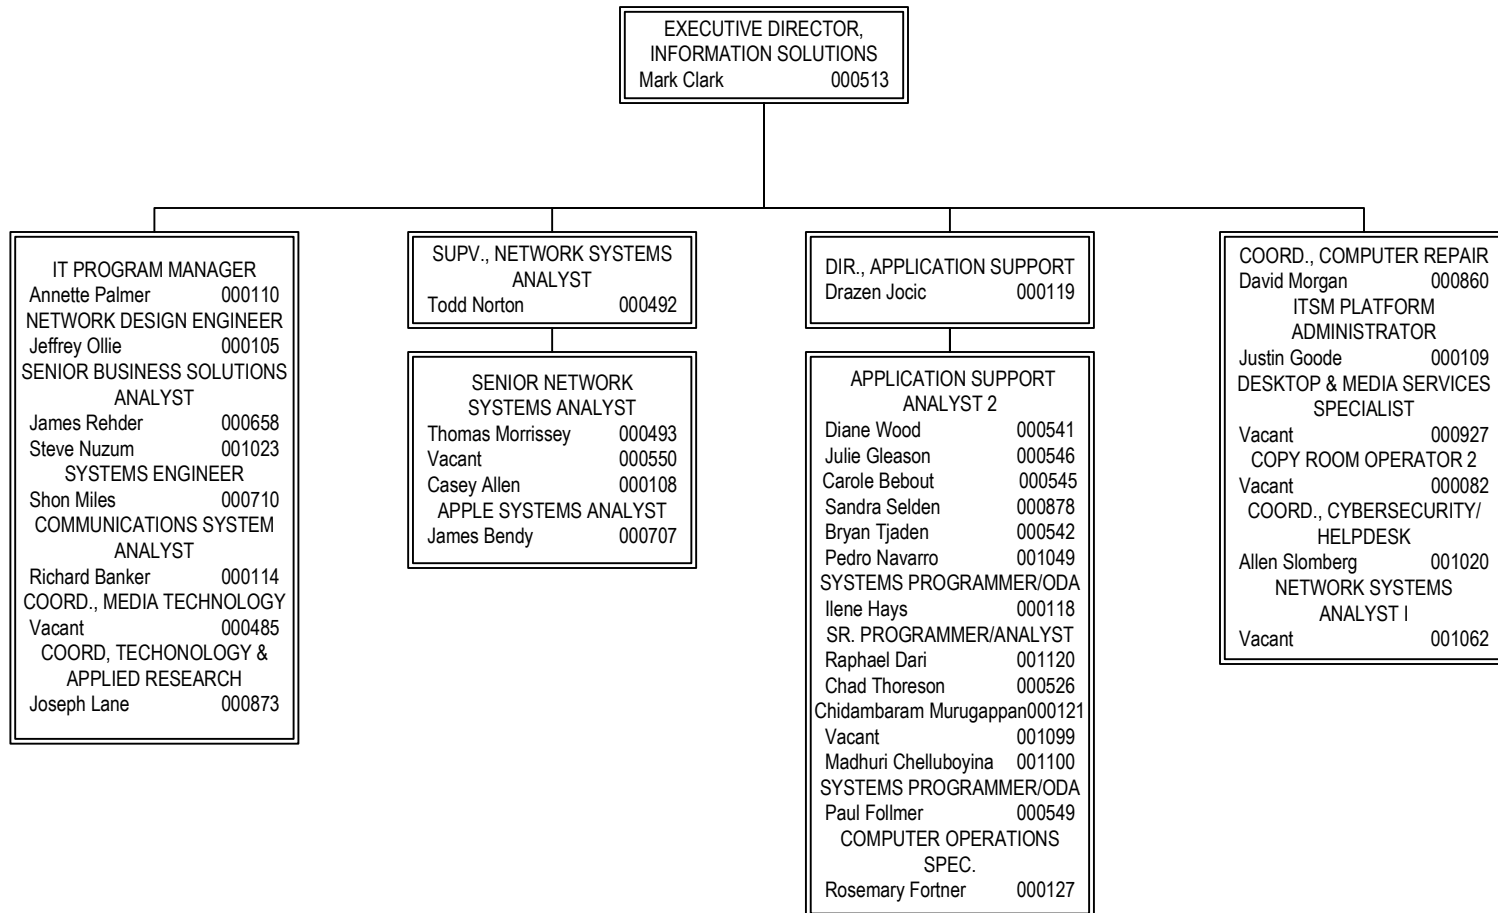 EXECUTIVE DIRECTOR,
INFORMATION SOLUTIONS
Mark Clark 000513
IT PROGRAM MANAGER
Annette Palmer 000110
NETWORK DESIGN ENGINEER
Jeffrey Ollie 000105
SENIOR BUSINESS SOLUTIONS
ANALYST
James Rehder 000658
Steve Nuzum 001023
SYSTEMS ENGINEER
Shon Miles 000710
COMMUNICATIONS SYSTEM
ANALYST
Richard Banker 000114
COORD., MEDIA TECHNOLOGY
Vacant 000485
COORD, TECHONOLOGY &
APPLIED RESEARCH
Joseph Lane 000873
SUPV., NETWORK SYSTEMS
ANALYST
Todd Norton 000492
SENIOR NETWORK
SYSTEMS ANALYST
Thomas Morrissey 000493
Vacant 000550
Casey Allen 000108
APPLE SYSTEMS ANALYST
James Bendy 000707
DIR., APPLICATION SUPPORT
Drazen Jocic 000119
APPLICATION SUPPORT
ANALYST 2
Diane Wood 000541
Julie Gleason 000546
Carole Bebout 000545
Sandra Selden 000878
Bryan Tjaden 000542
Pedro Navarro 001049
SYSTEMS PROGRAMMER/ODA
Ilene Hays 000118
SR. PROGRAMMER/ANALYST
Raphael Dari 001120
Chad Thoreson 000526
Chidambaram Murugappan000121
Vacant 001099
Madhuri Chelluboyina 001100
SYSTEMS PROGRAMMER/ODA
Paul Follmer 000549
COMPUTER OPERATIONS
SPEC.
Rosemary Fortner 000127
COORD., COMPUTER REPAIR
David Morgan 000860
ITSM PLATFORM
ADMINISTRATOR
Justin Goode 000109
DESKTOP & MEDIA SERVICES
SPECIALIST
Vacant 000927
COPY ROOM OPERATOR 2
Vacant 000082
COORD., CYBERSECURITY/
HELPDESK
Allen Slomberg 001020
NETWORK SYSTEMS
ANALYST I
Vacant 001062